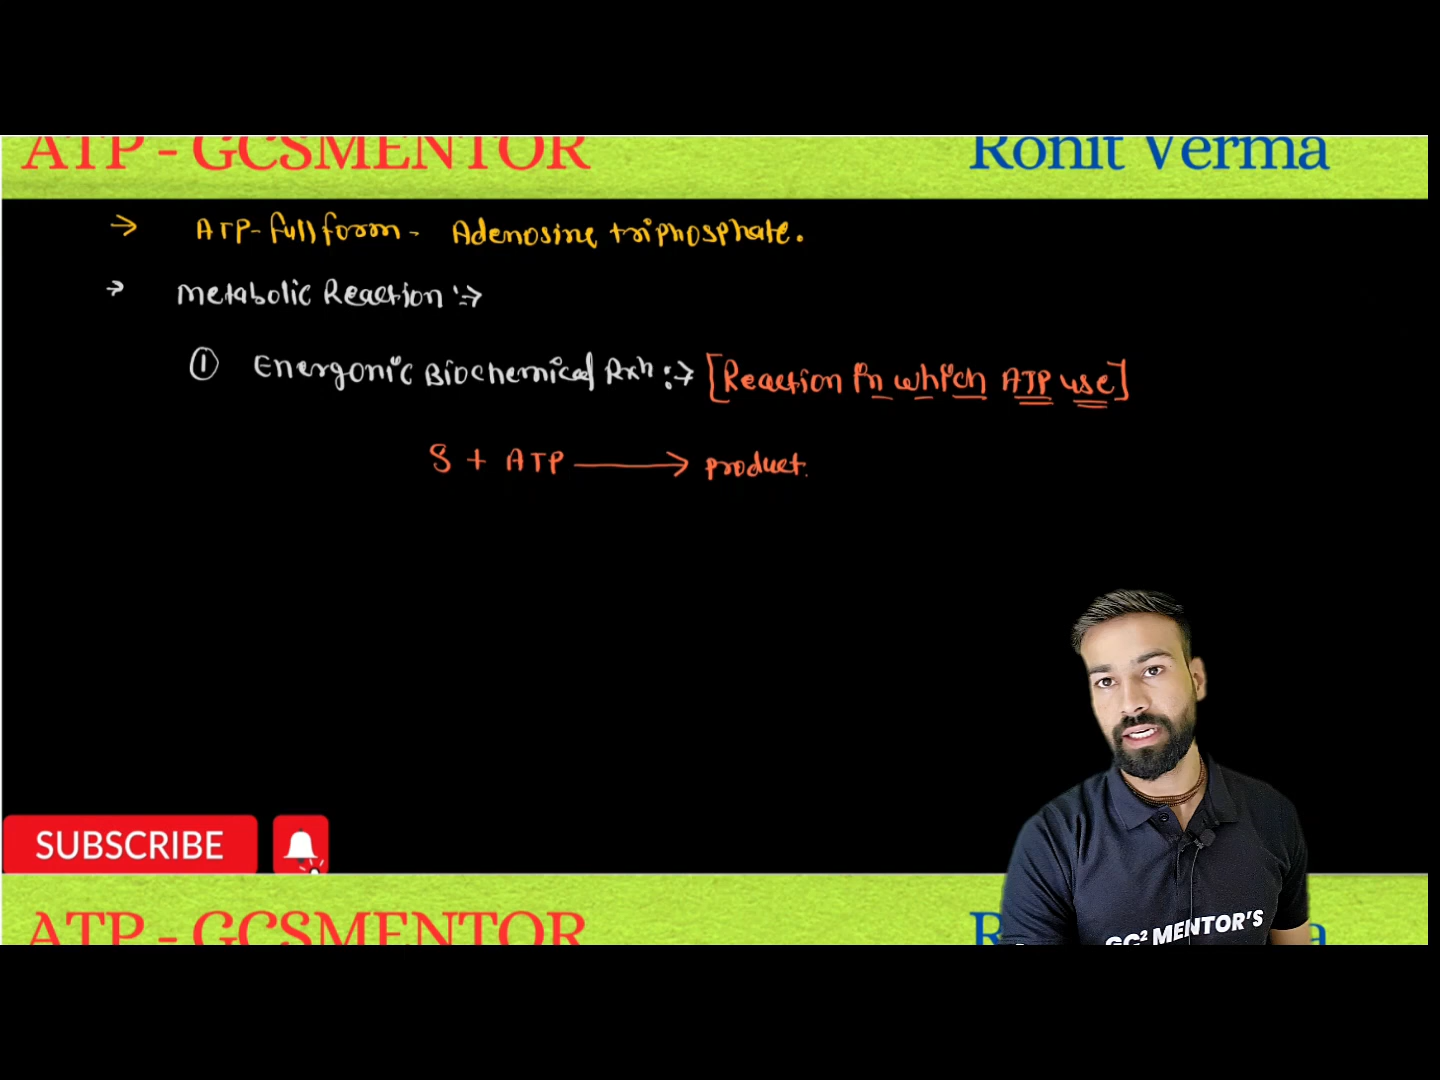 ATP - GCSMENTOR Ronit Verma
→ ATP - full form - Adenosine triphosphate.
→ Metabolic Reaction :→
① Energonic Biochemical Rxn :→ [Reaction in which ATP use]
S + ATP ⟶ product.
SUBSCRIBE
ATP - GCSMENTOR
GC² MENTOR'S